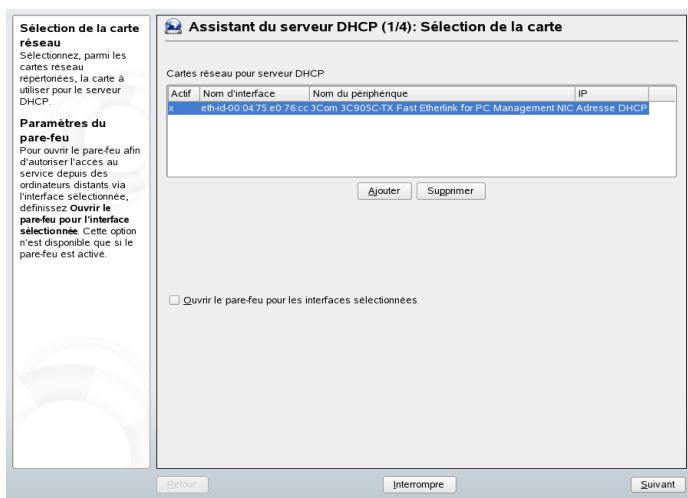 Sélection de la carte
réseau
Sélectionnez, parmi les
cartes réseau
répertoriées, la carte à
utiliser pour le serveur
DHCP.
Paramètres du
pare-feu
Pour ouvrir le pare-feu afin
d'autoriser l'accès au
service depuis des
ordinateurs distants via
l'interface sélectionnée,
définissez Ouvrir le
pare-feu pour l'interface
sélectionnée. Cette option
n'est disponible que si le
pare-feu est activé.
Assistant du serveur DHCP (1/4): Sélection de la carte
Cartes réseau pour serveur DHCP
Actif Nom d'interface Nom du périphérique IP
x eth-id-00:04:75:e0:76:cc 3Com 3C905C-TX Fast Etherlink for PC Management NIC Adresse DHCP
Ajouter Supprimer
Ouvrir le pare-feu pour les interfaces sélectionnées
Retour Interrompre Suivant